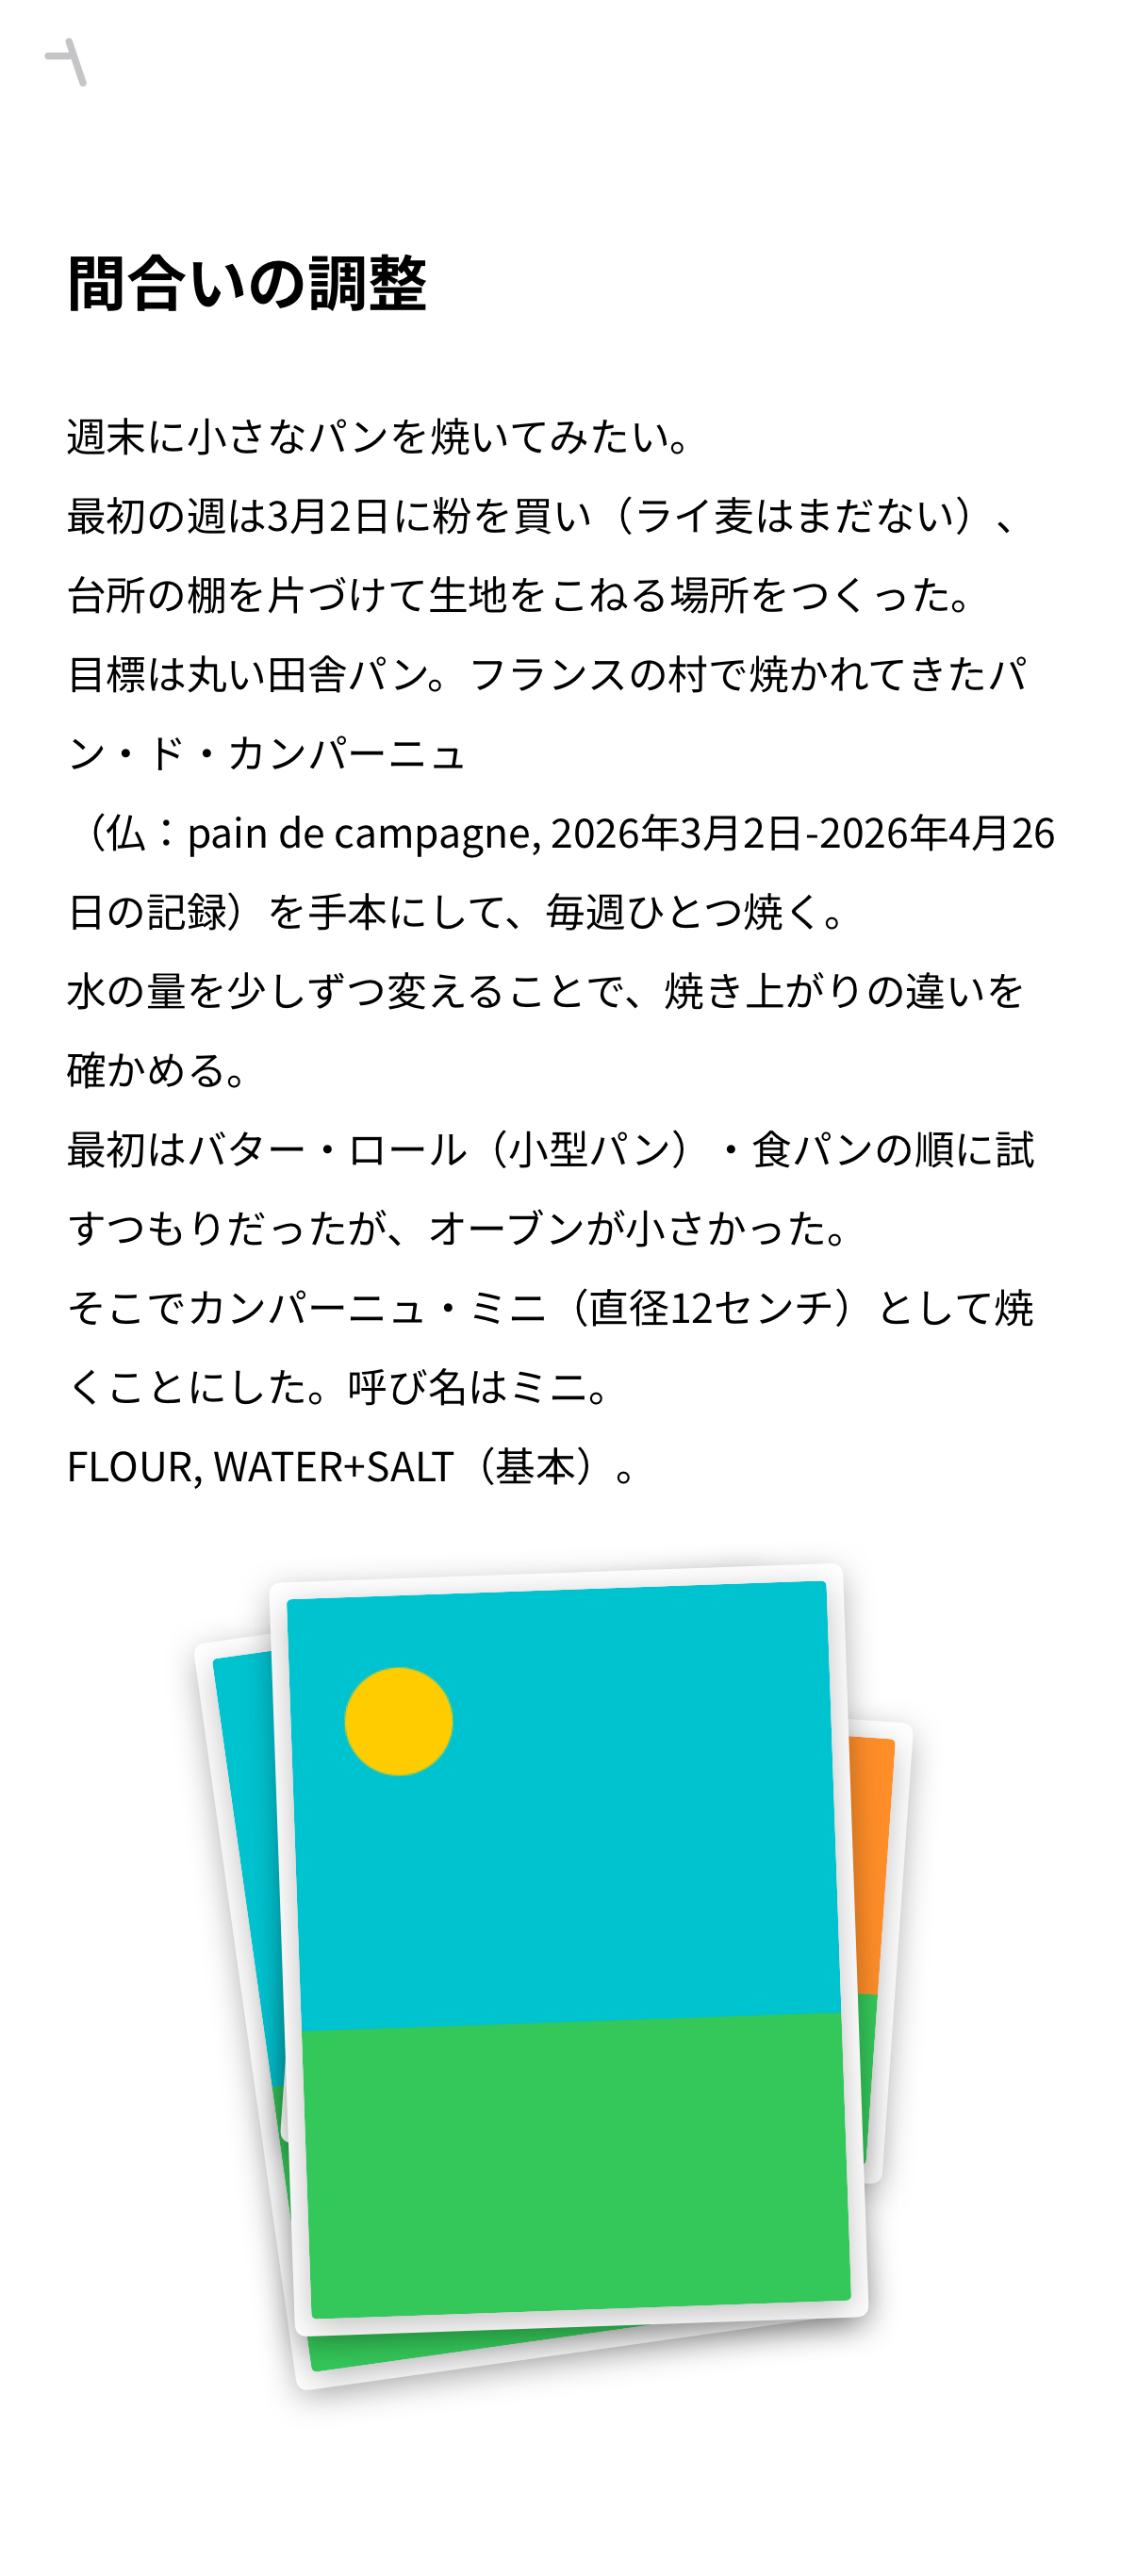 間合いの調整
週末に小さなパンを焼いてみたい。
最初の週は3月2日に粉を買い（ライ麦はまだない）、
台所の棚を片づけて生地をこねる場所をつくった。
目標は丸い田舎パン。フランスの村で焼かれてきたパ
ン・ド・カンパーニュ
（仏：pain de campagne, 2026年3月2日-2026年4月26
日の記録）を手本にして、毎週ひとつ焼く。
水の量を少しずつ変えることで、焼き上がりの違いを
確かめる。
最初はバター・ロール（小型パン）・食パンの順に試
すつもりだったが、オーブンが小さかった。
そこでカンパーニュ・ミニ（直径12センチ）として焼
くことにした。呼び名はミニ。
FLOUR, WATER+SALT（基本）。